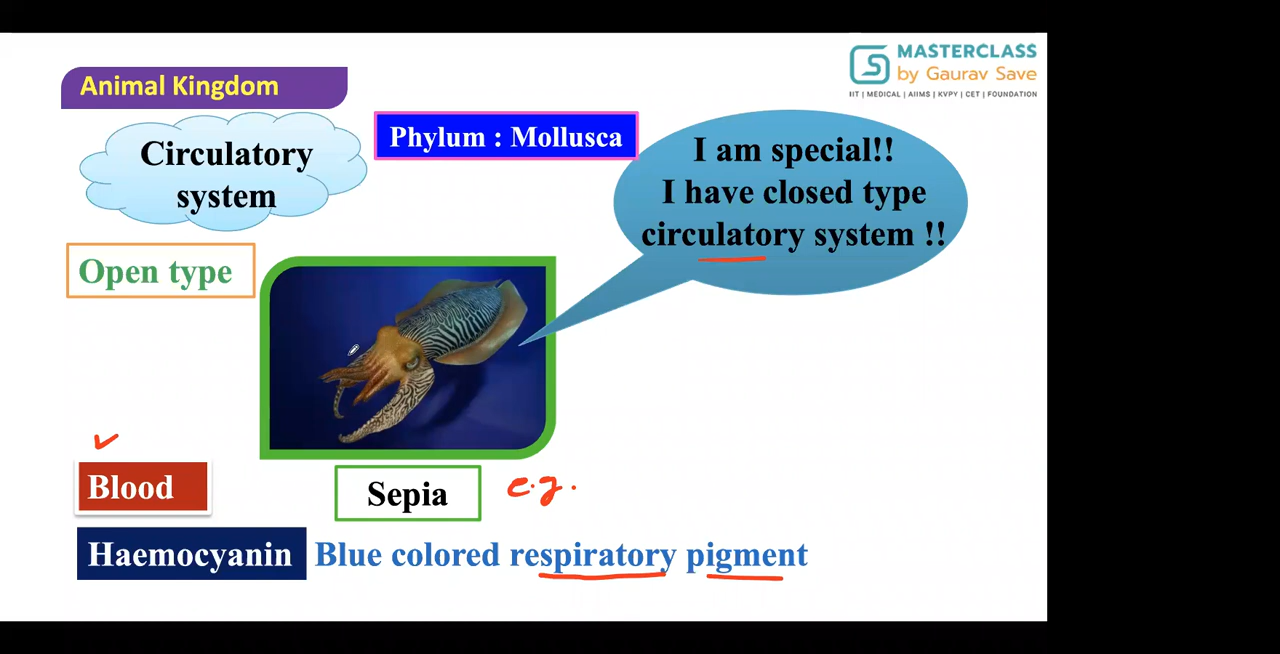 Animal Kingdom
MASTERCLASS
by Gaurav Save
IIT | MEDICAL | AIIMS | KVPY | CET | FOUNDATION
Circulatory
system
Phylum : Mollusca
I am special!!
I have closed type
circulatory system !!
Open type
Blood
Sepia
e.g.
Haemocyanin
Blue colored respiratory pigment